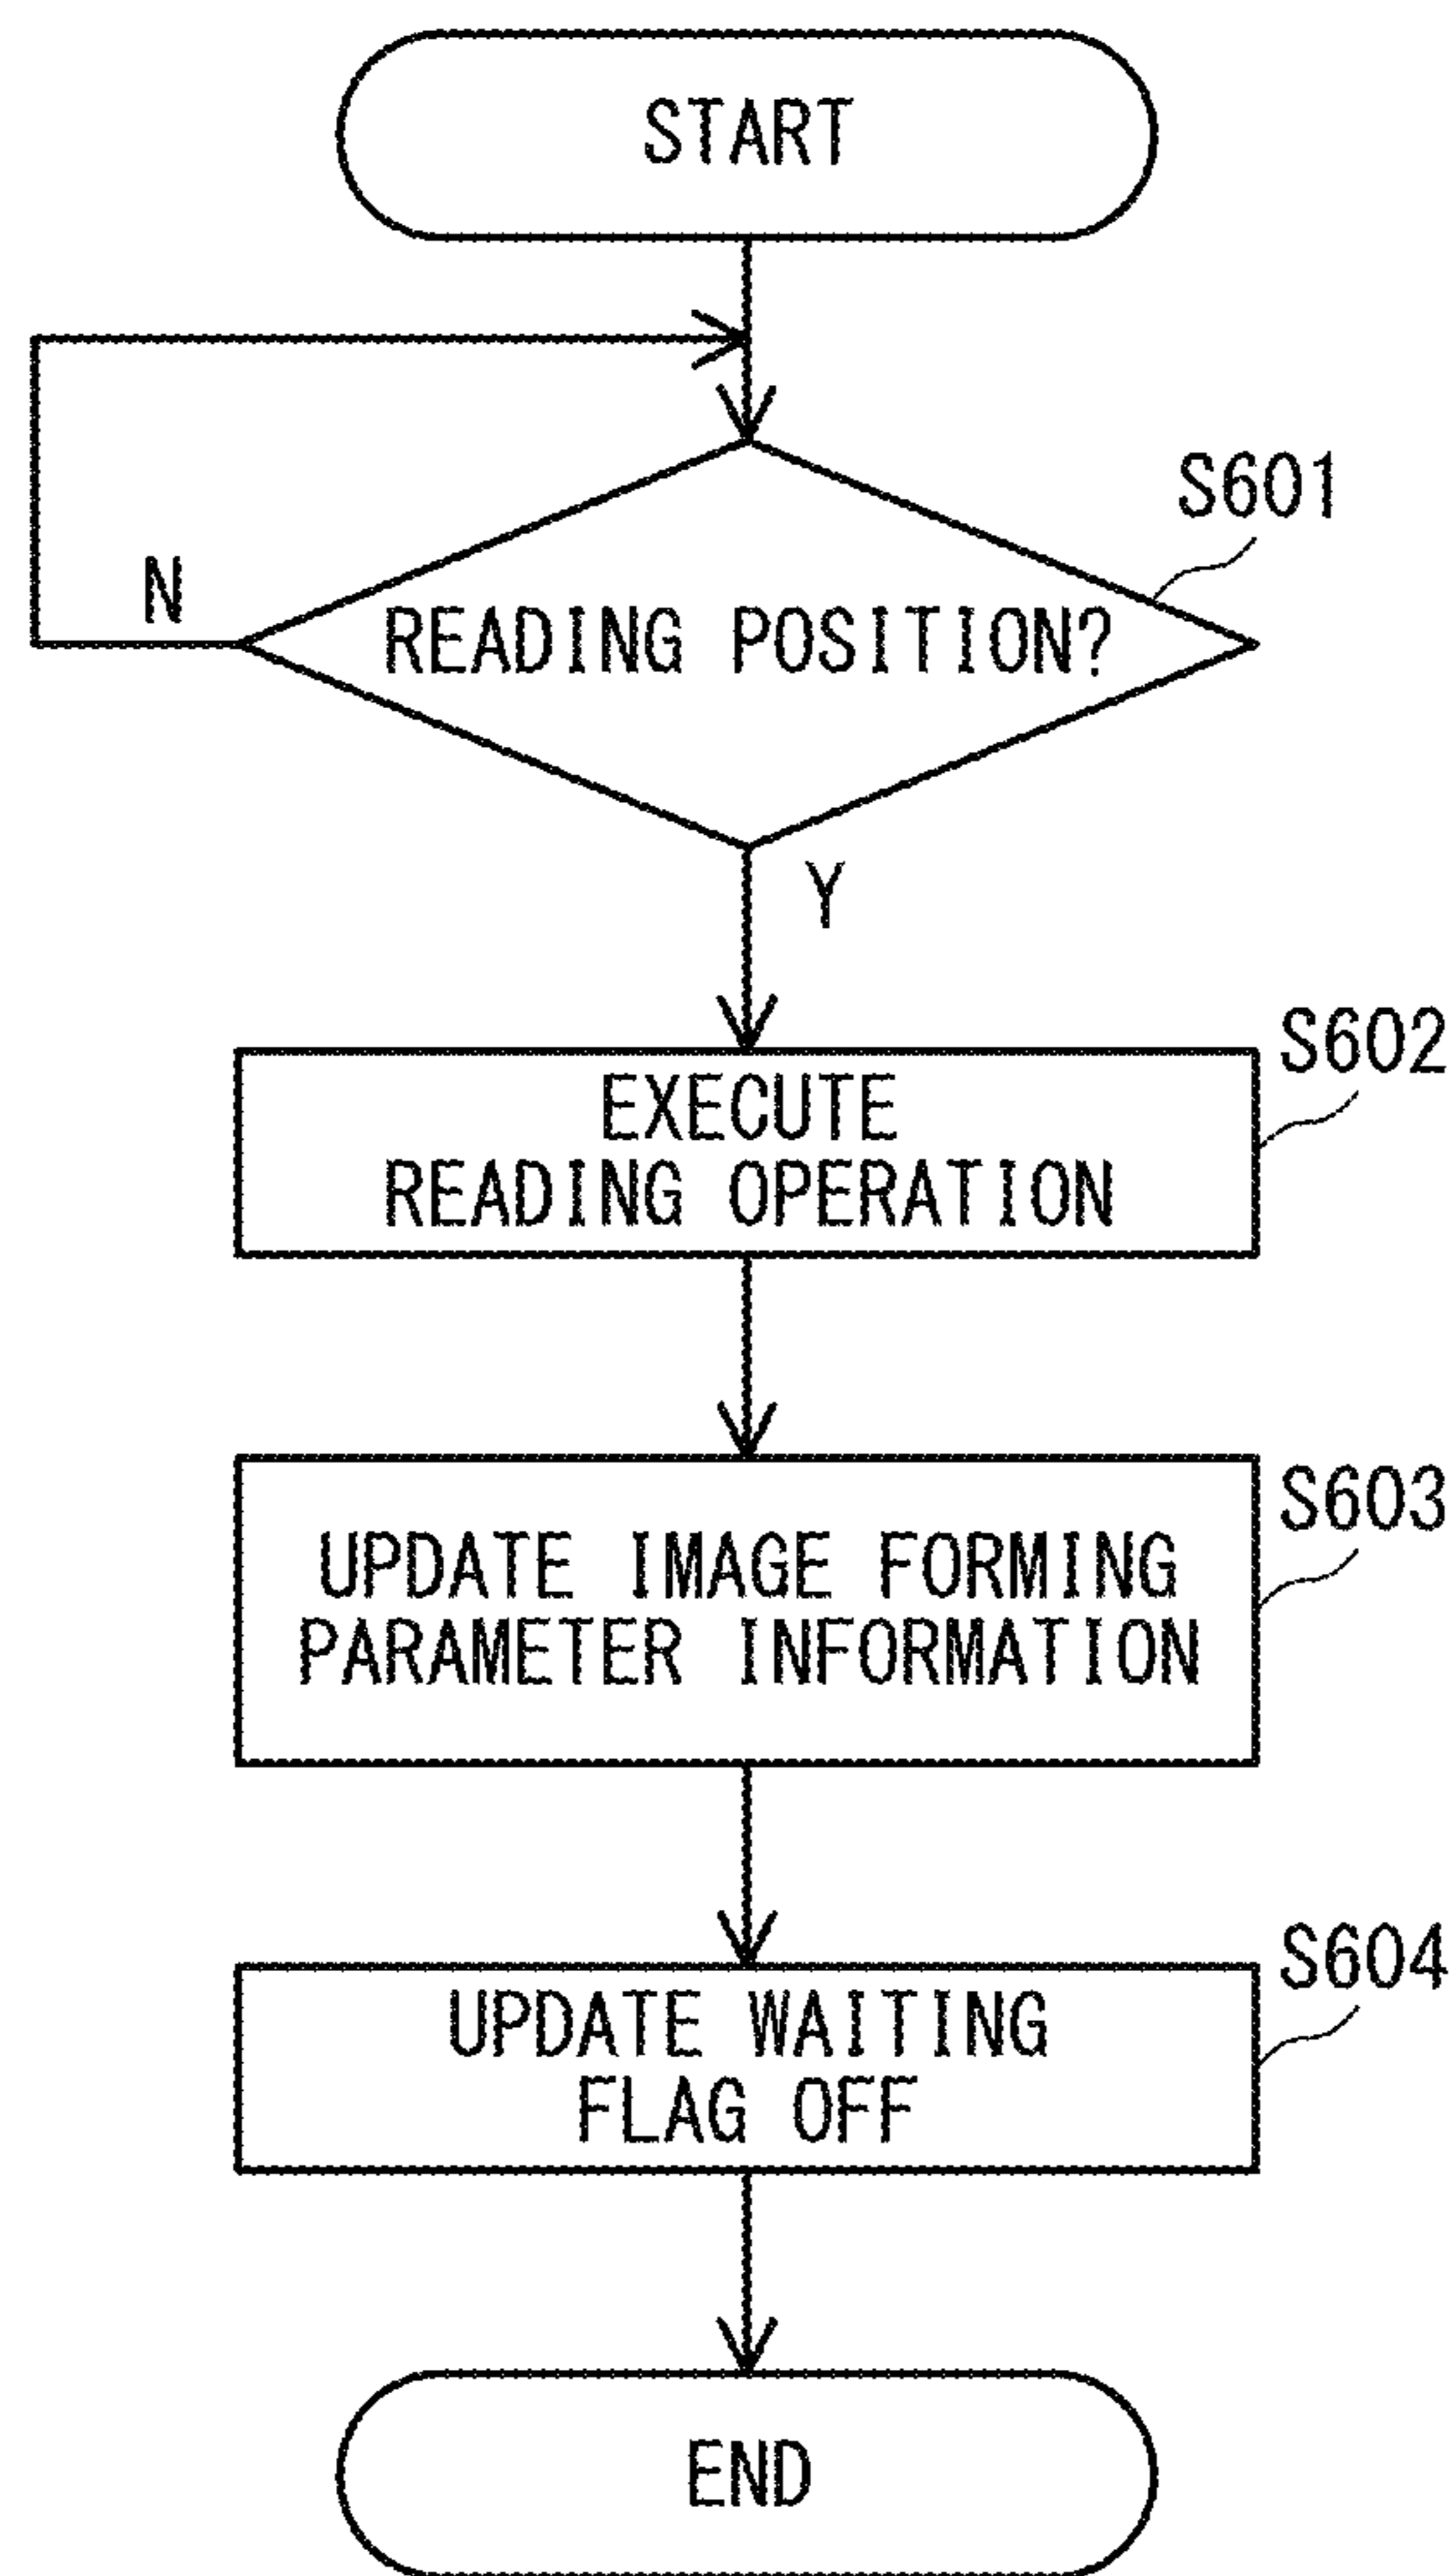 START
S601
N
READING POSITION?
Y
S602
EXECUTE
READING OPERATION
S603
UPDATE IMAGE FORMING
PARAMETER INFORMATION
S604
UPDATE WAITING
FLAG OFF
END